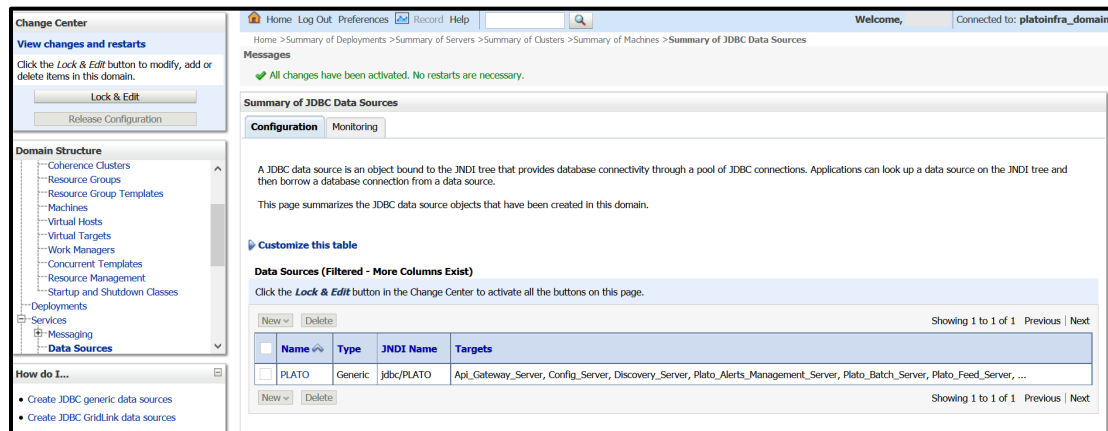 Change Center
View changes and restarts
Click the Lock & Edit button to modify, add or
delete items in this domain.
Lock & Edit
Release Configuration
Domain Structure
Coherence Clusters
Resource Groups
Resource Group Templates
Machines
Virtual Hosts
Virtual Targets
Work Managers
Concurrent Templates
Resource Management
Startup and Shutdown Classes
Deployments
Services
Messaging
Data Sources
How do I...
Create JDBC generic data sources
Create JDBC GridLink data sources
Home Log Out Preferences Record Help
Welcome,
Connected to: platoinfra_domain
Home >Summary of Deployments >Summary of Servers >Summary of Clusters >Summary of Machines >Summary of JDBC Data Sources
Messages
All changes have been activated. No restarts are necessary.
Summary of JDBC Data Sources
Configuration Monitoring
A JDBC data source is an object bound to the JNDI tree that provides database connectivity through a pool of JDBC connections. Applications can look up a data source on the JNDI tree and
then borrow a database connection from a data source.
This page summarizes the JDBC data source objects that have been created in this domain.
Customize this table
Data Sources (Filtered - More Columns Exist)
Click the Lock & Edit button in the Change Center to activate all the buttons on this page.
New Delete Showing 1 to 1 of 1 Previous | Next
Name Type JNDI Name Targets
PLATO Generic jdbc/PLATO Api_Gateway_Server, Config_Server, Discovery_Server, Plato_Alerts_Management_Server, Plato_Batch_Server, Plato_Feed_Server, ...
New Delete Showing 1 to 1 of 1 Previous | Next